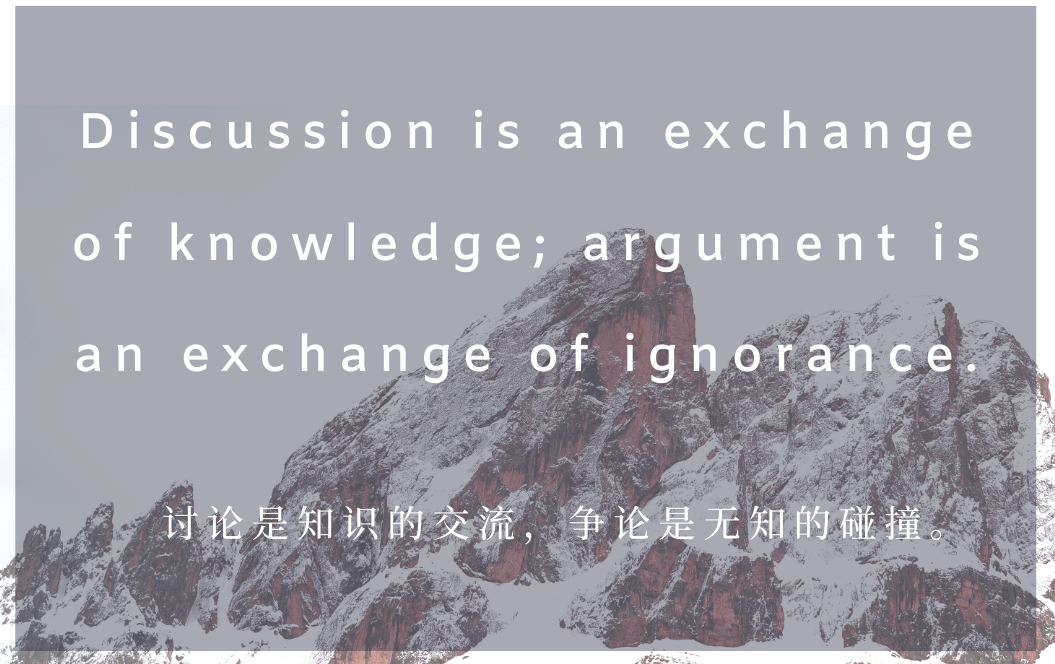 Discussion is an exchange
of knowledge; argument is
an exchange of ignorance.
讨论是知识的交流，争论是无知的碰撞。